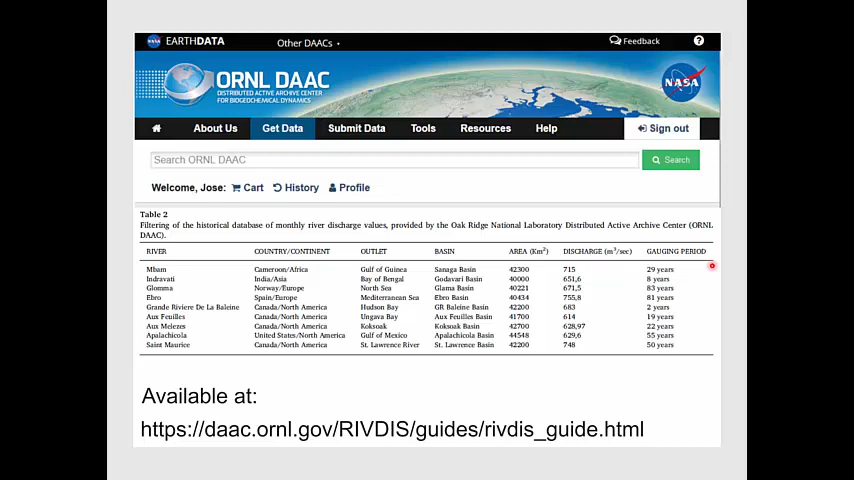 NASA EARTHDATA Other DAACs Feedback ?
ORNL DAAC
DISTRIBUTED ACTIVE ARCHIVE CENTER
FOR BIOGEOCHEMICAL DYNAMICS
NASA
About Us Get Data Submit Data Tools Resources Help Sign out
Search ORNL DAAC Search
Welcome, Jose: Cart History Profile
Table 2
Filtering of the historical database of monthly river discharge values, provided by the Oak Ridge National Laboratory Distributed Active Archive Center (ORNL
DAAC).
RIVER COUNTRY/CONTINENT OUTLET BASIN AREA (Km²) DISCHARGE (m³/sec) GAUGING PERIOD
Mbam Cameroon/Africa Gulf of Guinea Sanaga Basin 42300 715 29 years
Indravati India/Asia Bay of Bengal Godavari Basin 40000 651,6 8 years
Glomma Norway/Europe North Sea Glama Basin 40221 671,5 83 years
Ebro Spain/Europe Mediterranean Sea Ebro Basin 40434 755,8 81 years
Grande Riviere De La Baleine Canada/North America Hudson Bay GR Baleine Basin 42200 683 2 years
Aux Feuilles Canada/North America Ungava Bay Aux Feuilles Basin 41700 614 19 years
Aux Melezes Canada/North America Koksoak Koksoak Basin 42700 628,97 22 years
Apalachicola United States/North America Gulf of Mexico Apalachicola Basin 44548 629,6 55 years
Saint Maurice Canada/North America St. Lawrence River St. Lawrence Basin 42200 748 50 years
Available at:
https://daac.ornl.gov/RIVDIS/guides/rivdis_guide.html